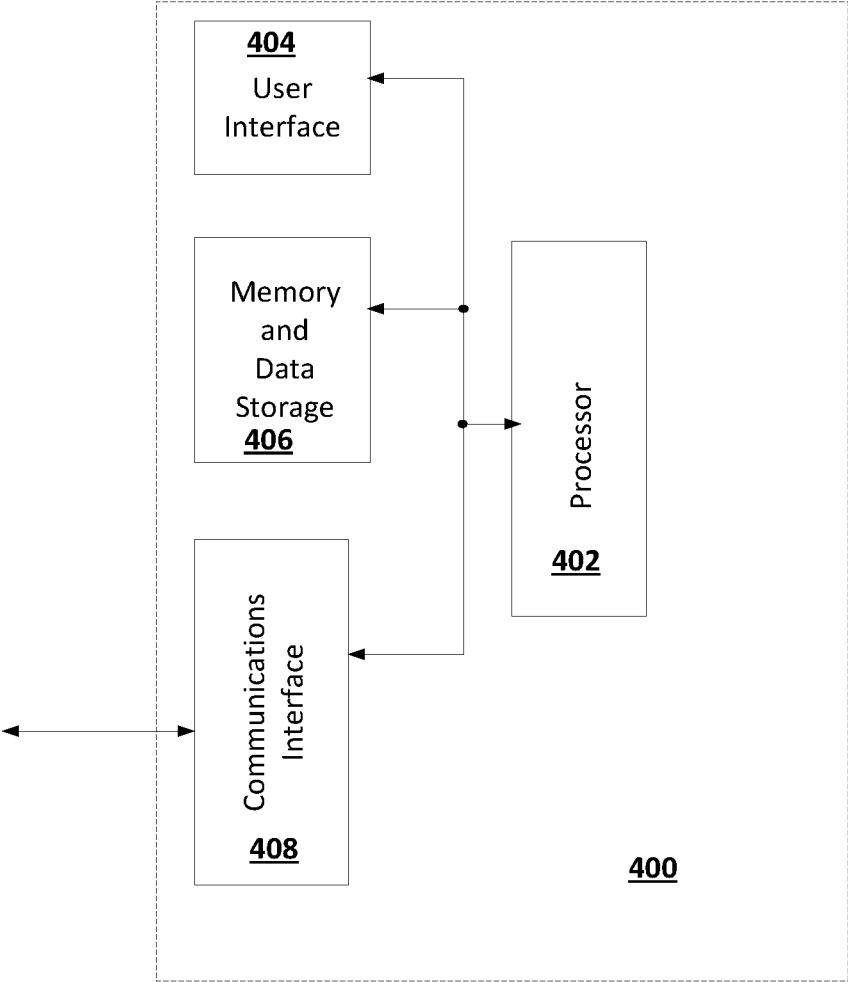 404
User
Interface
Memory
and
Data
Storage
406
Processor
402
Communications
Interface
408
400